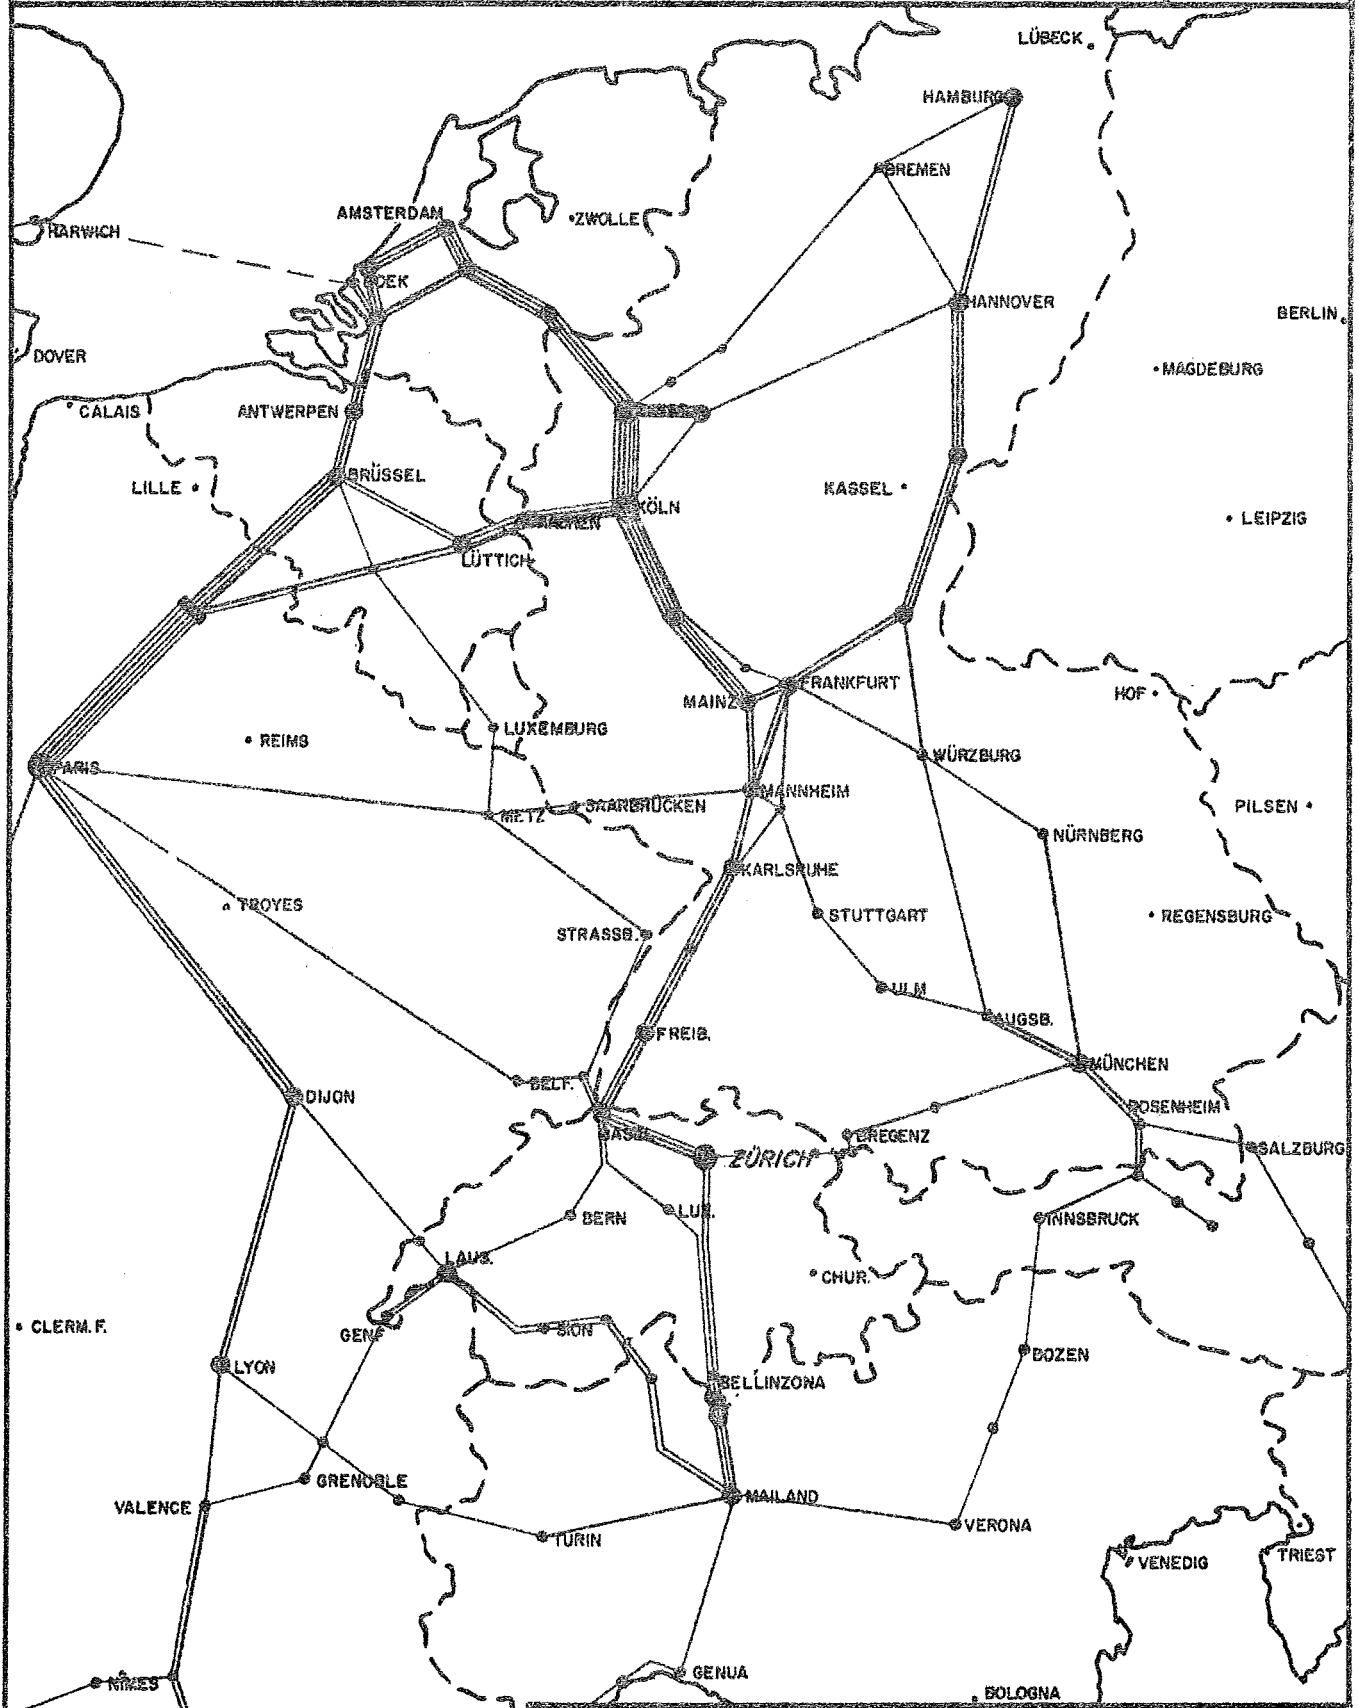 LÜBECK
HAMBURG
BREMEN
AMSTERDAM
ZWOLLE
HARWICH
HOEK
HANNOVER
BERLIN
DOVER
MAGDEBURG
CALAIS
ANTWERPEN
BRÜSSEL
LILLE
KASSEL
KÖLN
LEIPZIG
AACHEN
LÜTTICH
FRANKFURT
HOF
MAINZ
LUXEMBURG
REIMS
WÜRZBURG
PARIS
MANNHEIM
SAARBRÜCKEN
PILSEN
METZ
NÜRNBERG
KARLSRUHE
TROYES
STUTTGART
REGENSBURG
STRASSB.
ULM
AUGSB.
FREIB.
MÜNCHEN
BELF.
DIJON
ROSENHEIM
BASEL
BREGENZ
SALZBURG
ZÜRICH
LUZ.
BERN
INNSBRUCK
LAUS.
CHUR.
CLERM. F.
SION
GENF
BOZEN
LYON
BELLINZONA
GRENOBLE
MAILAND
VALENCE
VERONA
TURIN
TRIEST
VENEDIG
GENUA
NÎMES
BOLOGNA